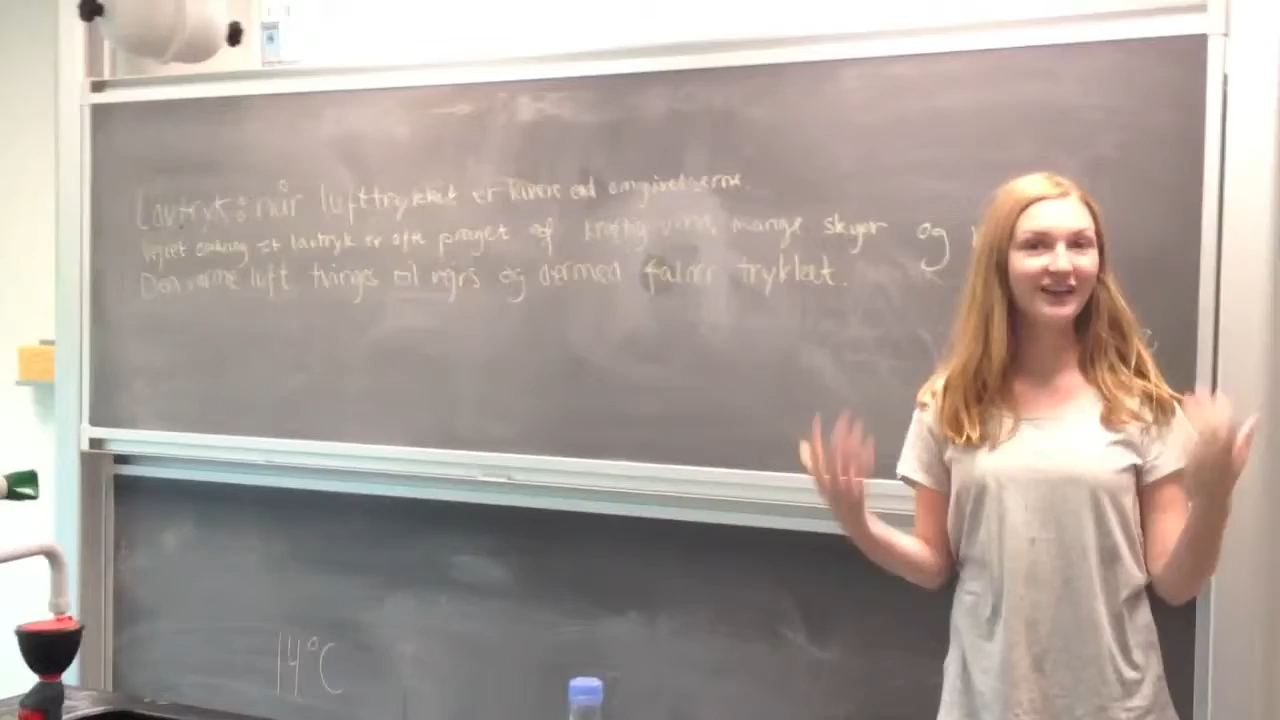 Lavtryk: når lufttrykket er lavere end omgivelserne.
Vejret omkring et lavtryk er ofte præget af kraftig vind, mange skyer og
Den varme luft tvinges til vejrs og dermed falder trykket.
14°C